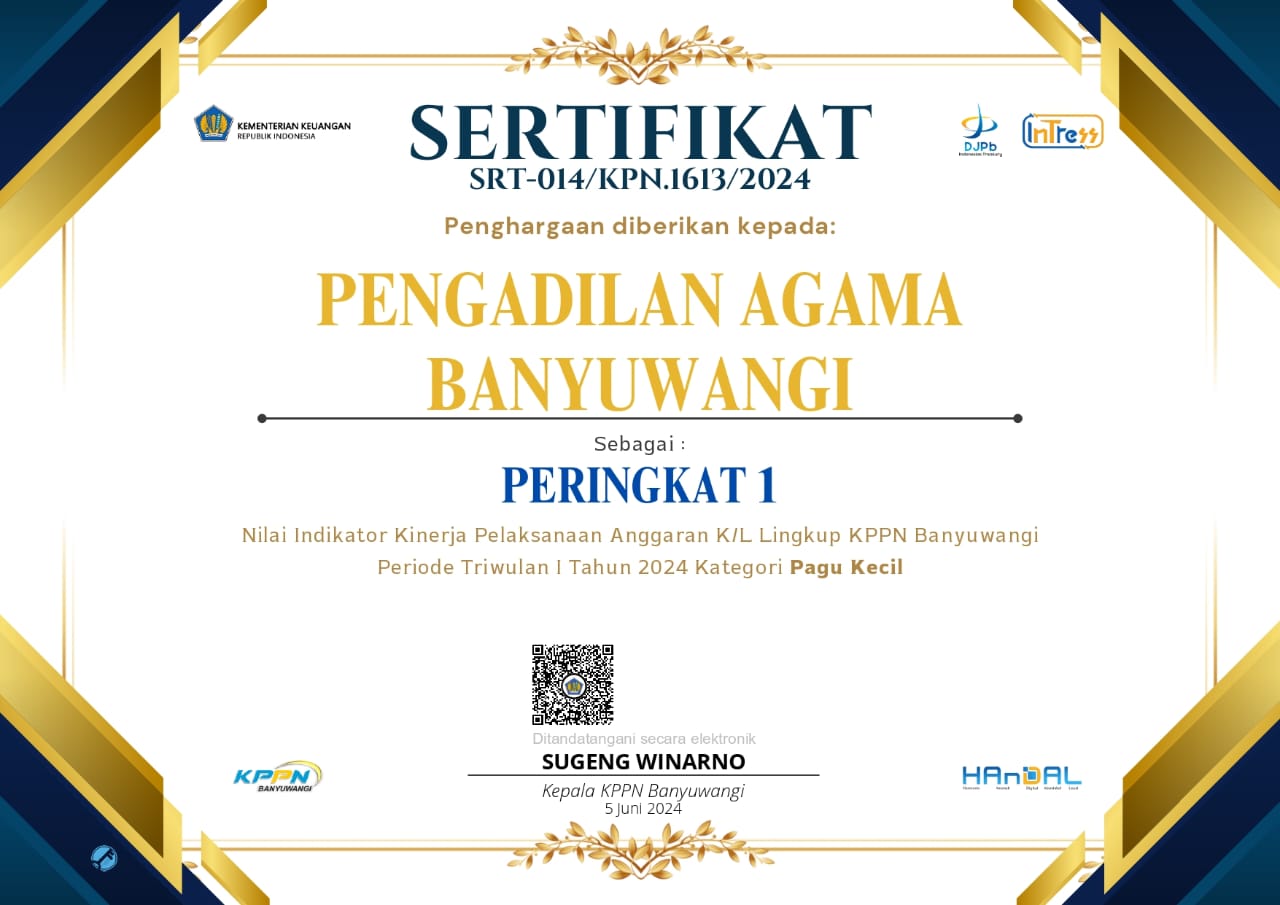 KEMENTERIAN KEUANGAN
REPUBLIK INDONESIA
SERTIFIKAT
DJPb
InTress
SRT-014/KPN.1613/2024
Penghargaan diberikan kepada:
PENGADILAN AGAMA
BANYUWANGI
Sebagai :
PERINGKAT 1
Nilai Indikator Kinerja Pelaksanaan Anggaran K/L Lingkup KPPN Banyuwangi
Periode Triwulan I Tahun 2024 Kategori Pagu Kecil
Ditandatangani secara elektronik
SUGENG WINARNO
Kepala KPPN Banyuwangi
5 Juni 2024
KPPN
BANYUWANGI
HAnDAL